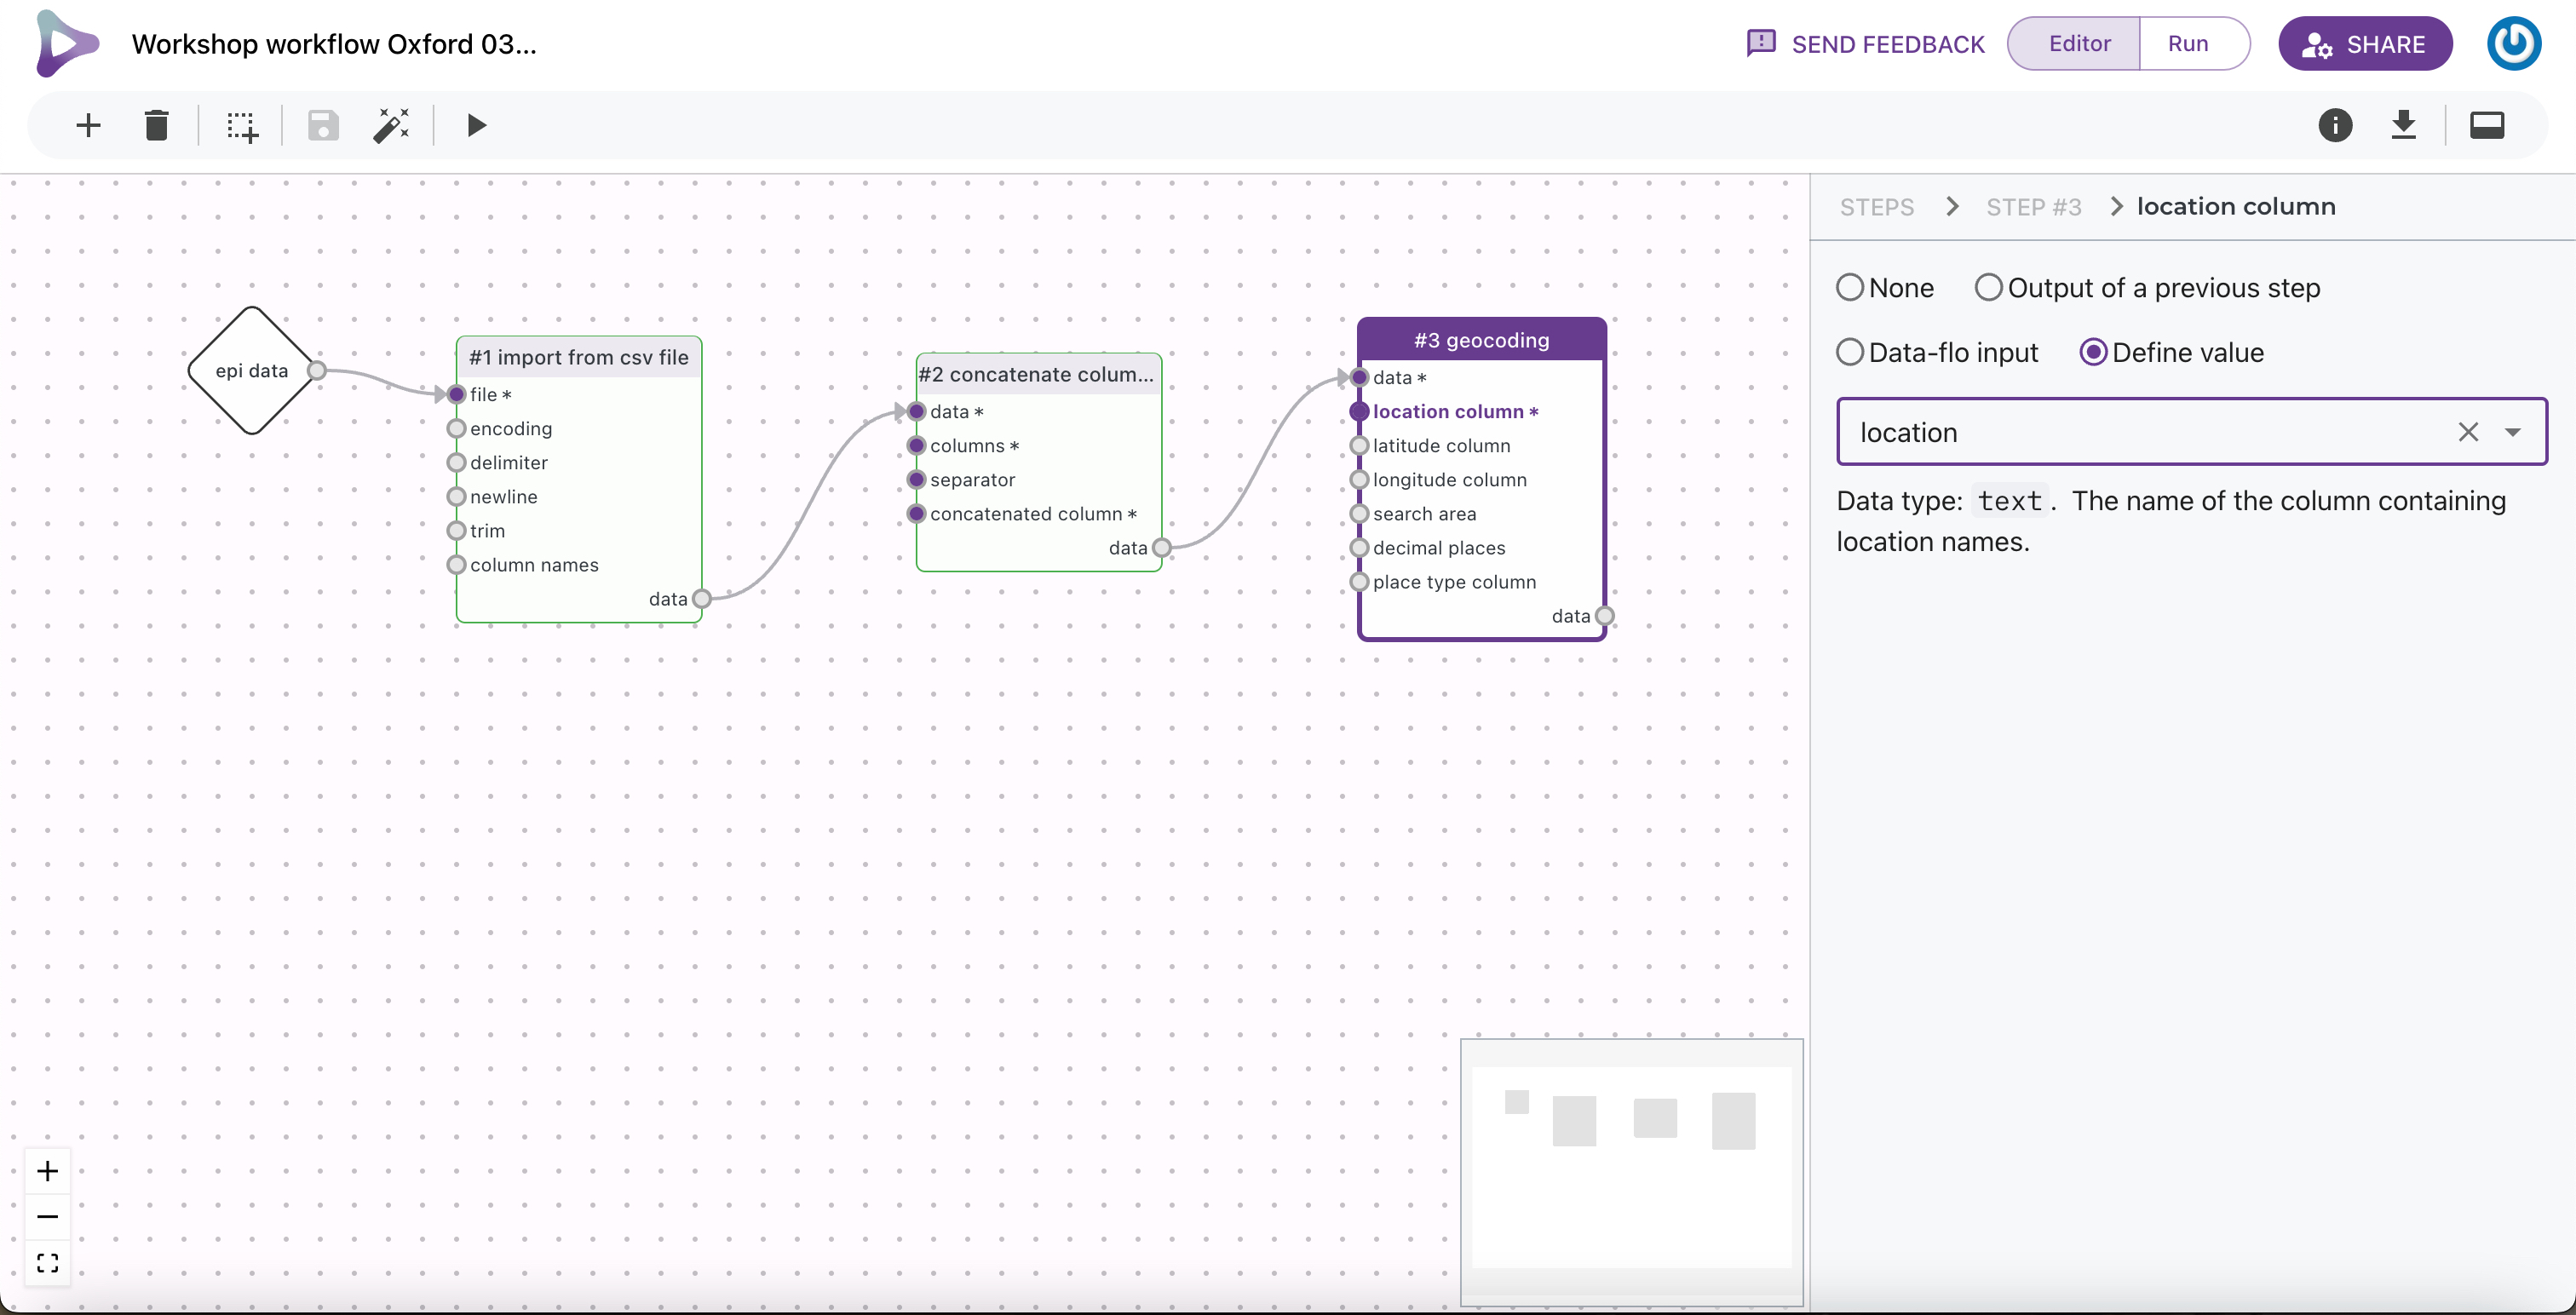 Workshop workflow Oxford 03...
SEND FEEDBACK
Editor
Run
SHARE
STEPS > STEP #3 > location column
None
Output of a previous step
Data-flo input
Define value
location
Data type: text. The name of the column containing
location names.
epi data
#1 import from csv file
file *
encoding
delimiter
newline
trim
column names
data
#2 concatenate colum...
data *
columns *
separator
concatenated column *
data
#3 geocoding
data *
location column *
latitude column
longitude column
search area
decimal places
place type column
data